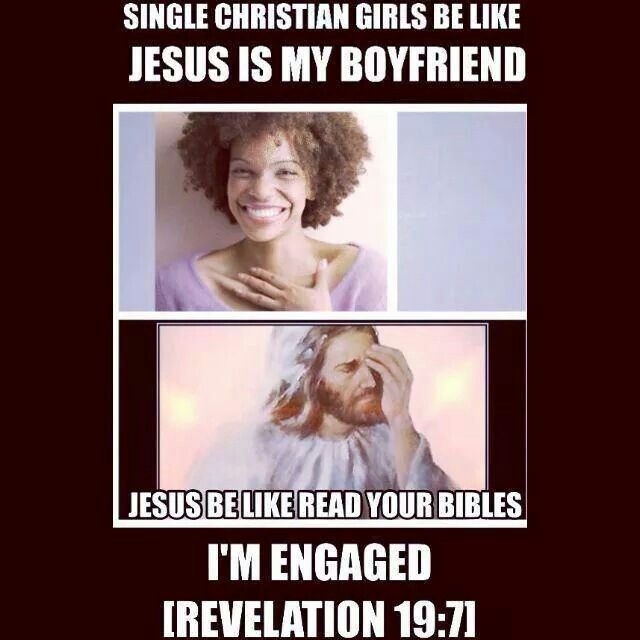 SINGLE CHRISTIAN GIRLS BE LIKE
JESUS IS MY BOYFRIEND
JESUS BE LIKE READ YOUR BIBLES
I'M ENGAGED
[REVELATION 19:7]